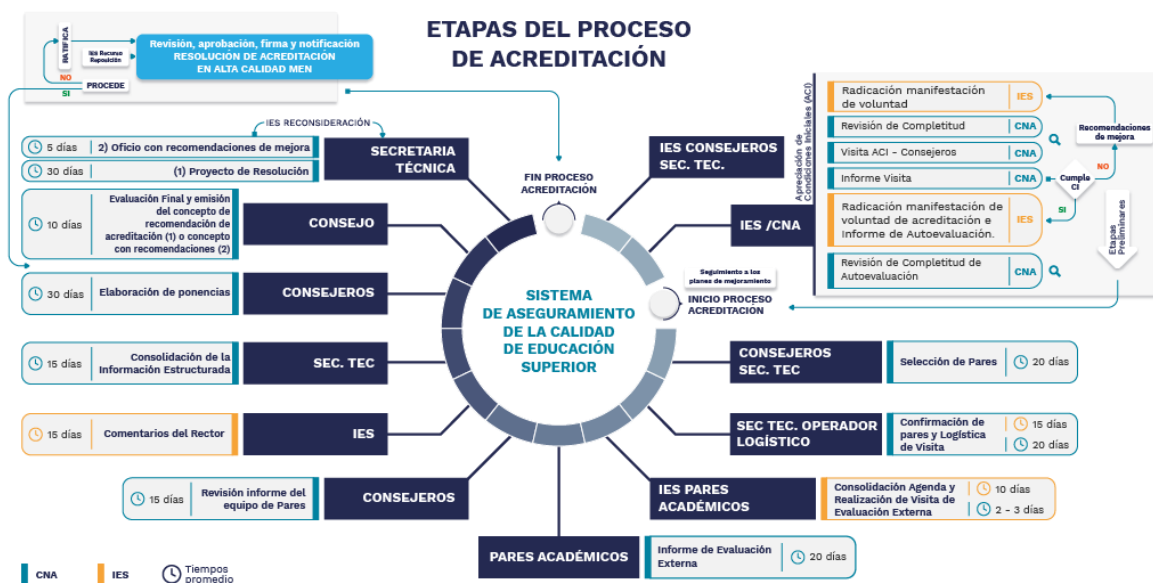 ETAPAS DEL PROCESO
DE ACREDITACIÓN
RATIFICA
IES Recurso
Reposición
Revisión, aprobación, firma y notificación
RESOLUCIÓN DE ACREDITACIÓN
EN ALTA CALIDAD MEN
NO
PROCEDE
SI
IES RECONSIDERACIÓN
5 días
2) Oficio con recomendaciones de mejora
30 días
(1) Proyecto de Resolución
SECRETARIA
TÉCNICA
10 días
Evaluación Final y emisión
del concepto de
recomendación de
acreditación (1) o concepto
con recomendaciones (2)
CONSEJO
30 días
Elaboración de ponencias
CONSEJEROS
15 días
Consolidación de la
Información Estructurada
SEC. TEC
15 días
Comentarios del Rector
IES
15 días
Revisión informe del
equipo de Pares
CONSEJEROS
PARES ACADÉMICOS
Informe de Evaluación
Externa
20 días
FIN PROCESO
ACREDITACIÓN
SISTEMA
DE ASEGURAMIENTO
DE LA CALIDAD
DE EDUCACIÓN
SUPERIOR
Seguimiento a los
planes de mejoramiento
INICIO PROCESO
ACREDITACIÓN
IES CONSEJEROS
SEC. TEC.
IES /CNA
Apreciación de
Condiciones Iniciales (ACI)
Radicación manifestación
de voluntad
IES
Revisión de Completitud
CNA
Visita ACI - Consejeros
CNA
Informe Visita
CNA
Radicación manifestación de
voluntad de acreditación e
Informe de Autoevaluación.
IES
Revisión de Completitud de
Autoevaluación
CNA
Recomendaciones
de mejora
NO
Cumple
CI
SI
Etapas
Preliminares
CONSEJEROS
SEC. TEC
Selección de Pares
20 días
SEC TEC. OPERADOR
LOGÍSTICO
Confirmación de
pares y Logística
de Visita
15 días
20 días
IES PARES
ACADÉMICOS
Consolidación Agenda y
Realización de Visita de
Evaluación Externa
10 días
2 - 3 días
CNA
IES
Tiempos
promedio